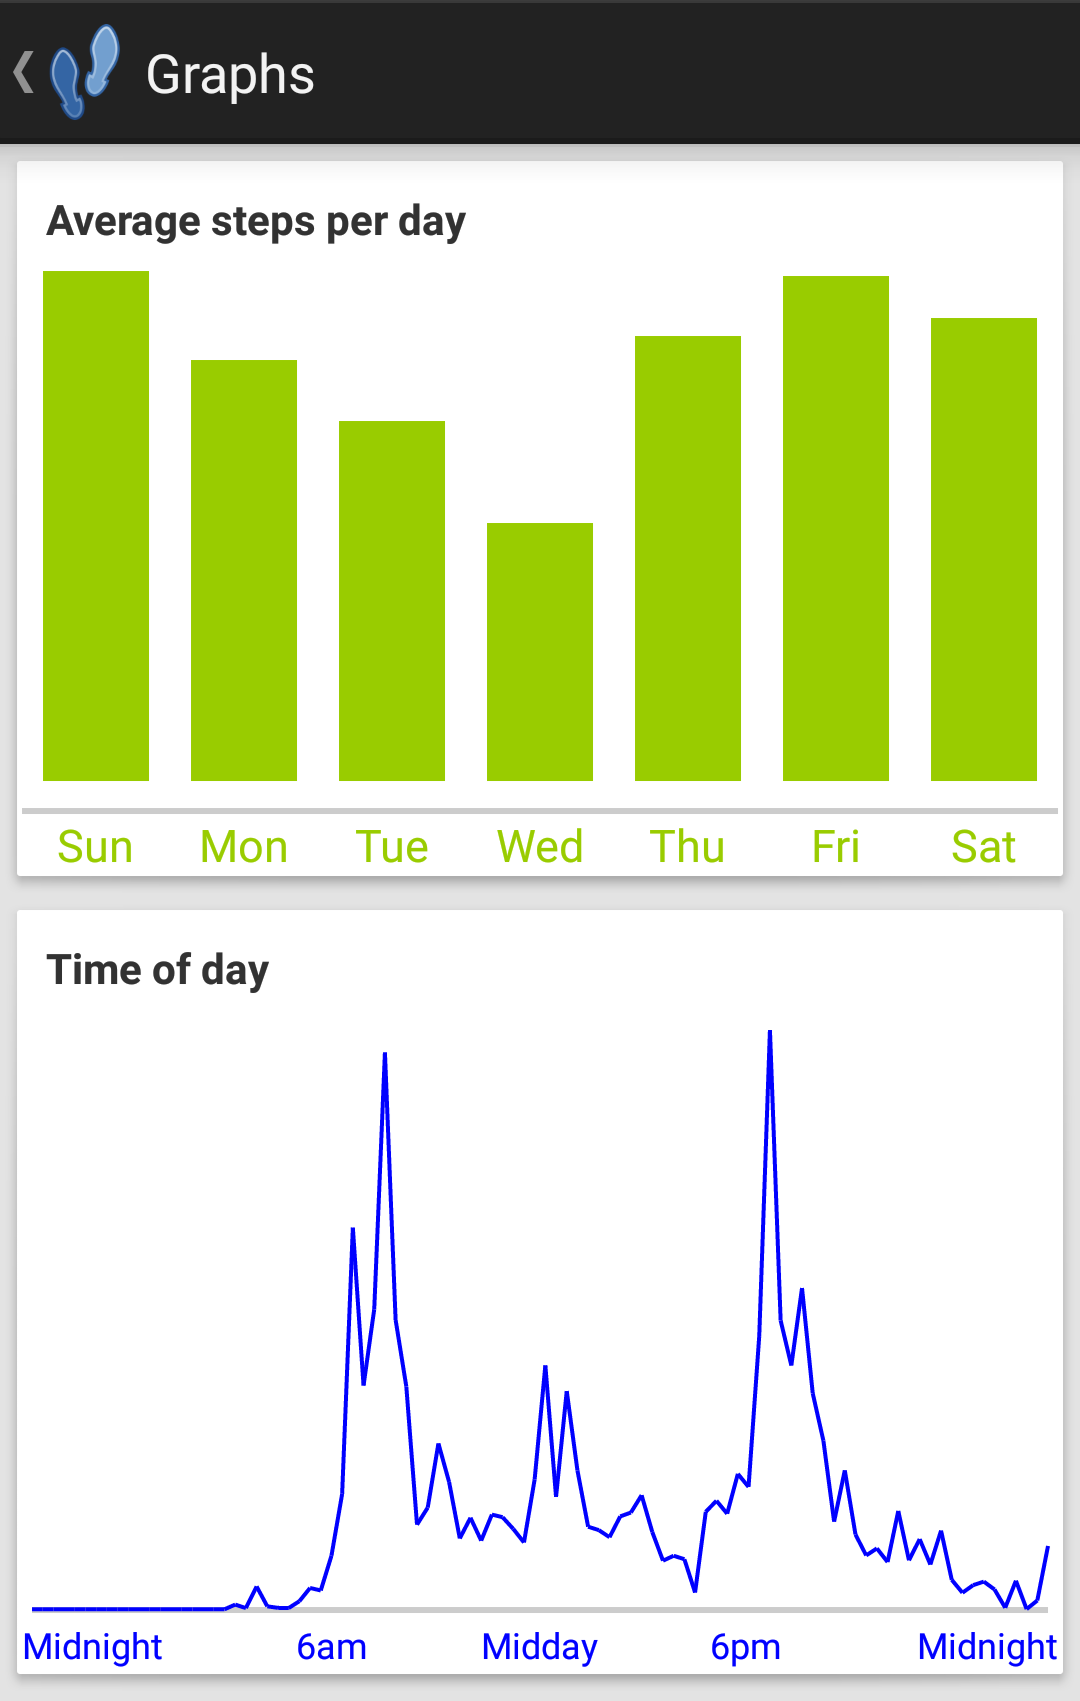 Graphs
Average steps per day
Sun Mon Tue Wed Thu Fri Sat
Time of day
Midnight 6am Midday 6pm Midnight